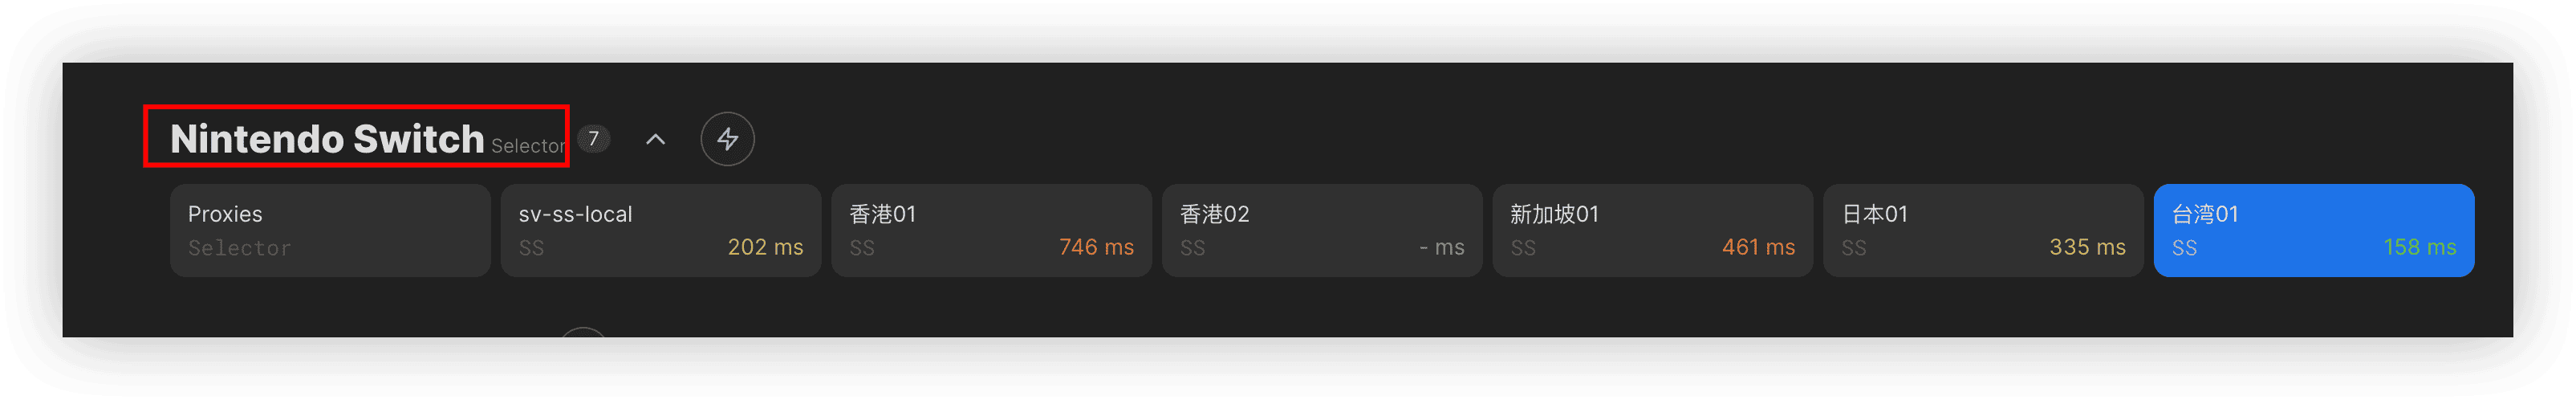 Nintendo Switch Selector 7
Proxies
Selector
sv-ss-local
SS 202 ms
香港01
SS 746 ms
香港02
SS - ms
新加坡01
SS 461 ms
日本01
SS 335 ms
台湾01
SS 158 ms